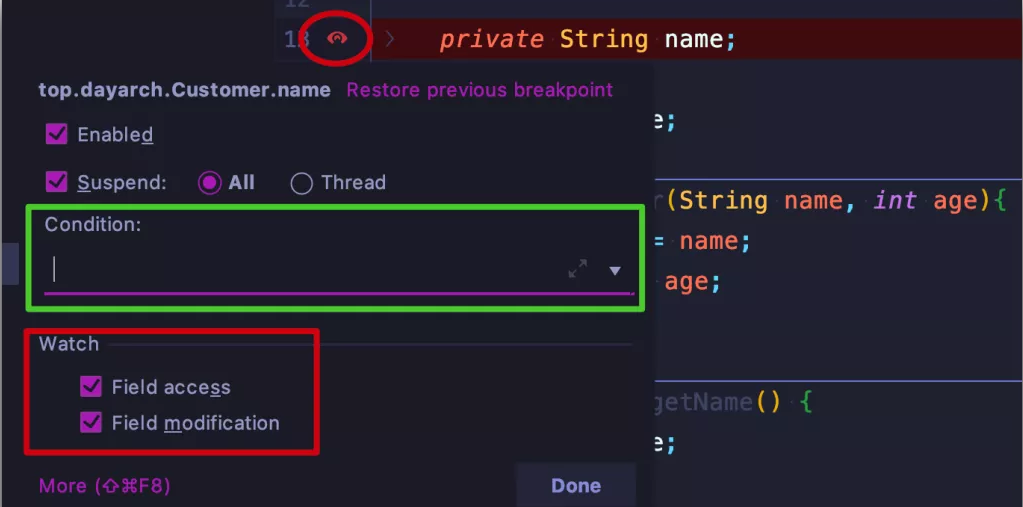 12
13 private String name;
top.dayarch.Customer.name Restore previous breakpoint
e;
Enabled
Suspend: All Thread
r(String name, int age){
Condition:
= name;
age;
Watch
Field access
getName() {
Field modification
e;
More (⇧⌘F8) Done